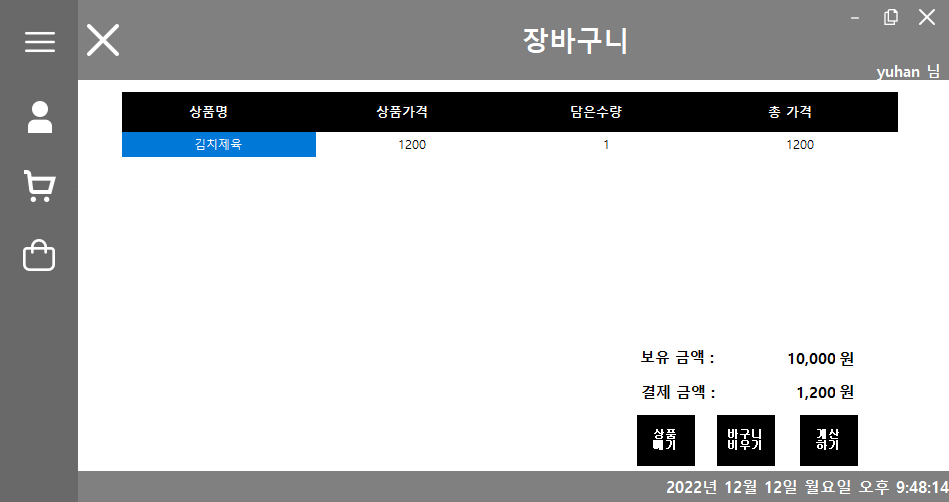 장바구니
yuhan 님
상품명 상품가격 담은수량 총 가격
김치제육 1200 1 1200
보유 금액 : 10,000 원
결제 금액 : 1,200 원
상품 바구니 계산
빼기 비우기 하기
2022년 12월 12일 월요일 오후 9:48:14